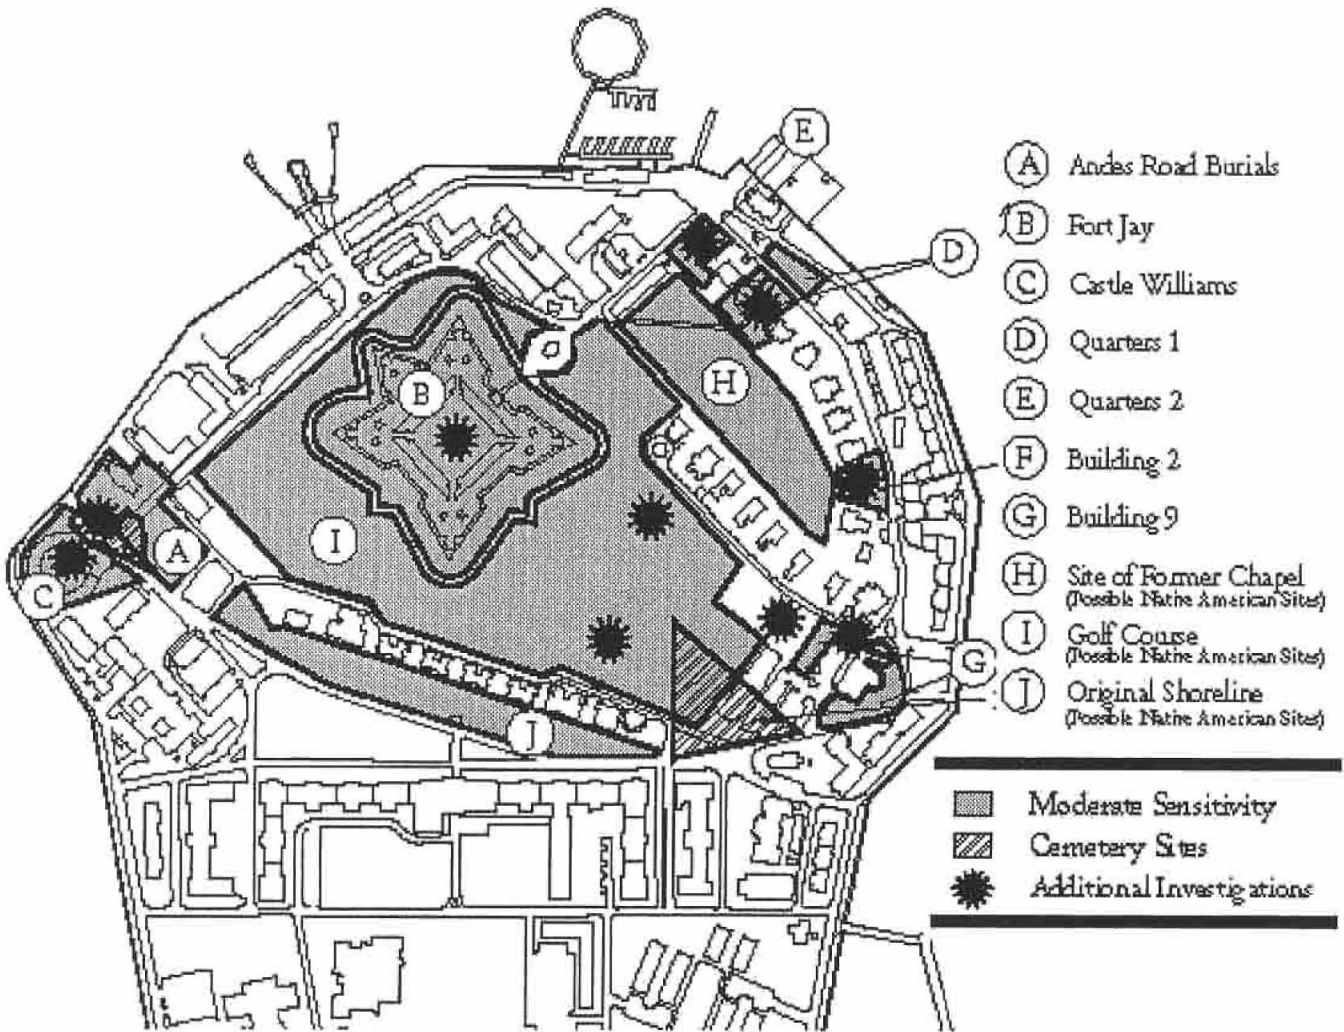 E
D
H
B
I
A
C
G
J
A Andes Road Burials
B Fort Jay
C Castle Williams
D Quarters 1
E Quarters 2
F Building 2
G Building 9
H Site of Former Chapel
(Possible Native American Sites)
I Golf Course
(Possible Native American Sites)
J Original Shoreline
(Possible Native American Sites)
Moderate Sensitivity
Cemetery Sites
Additional Investigations